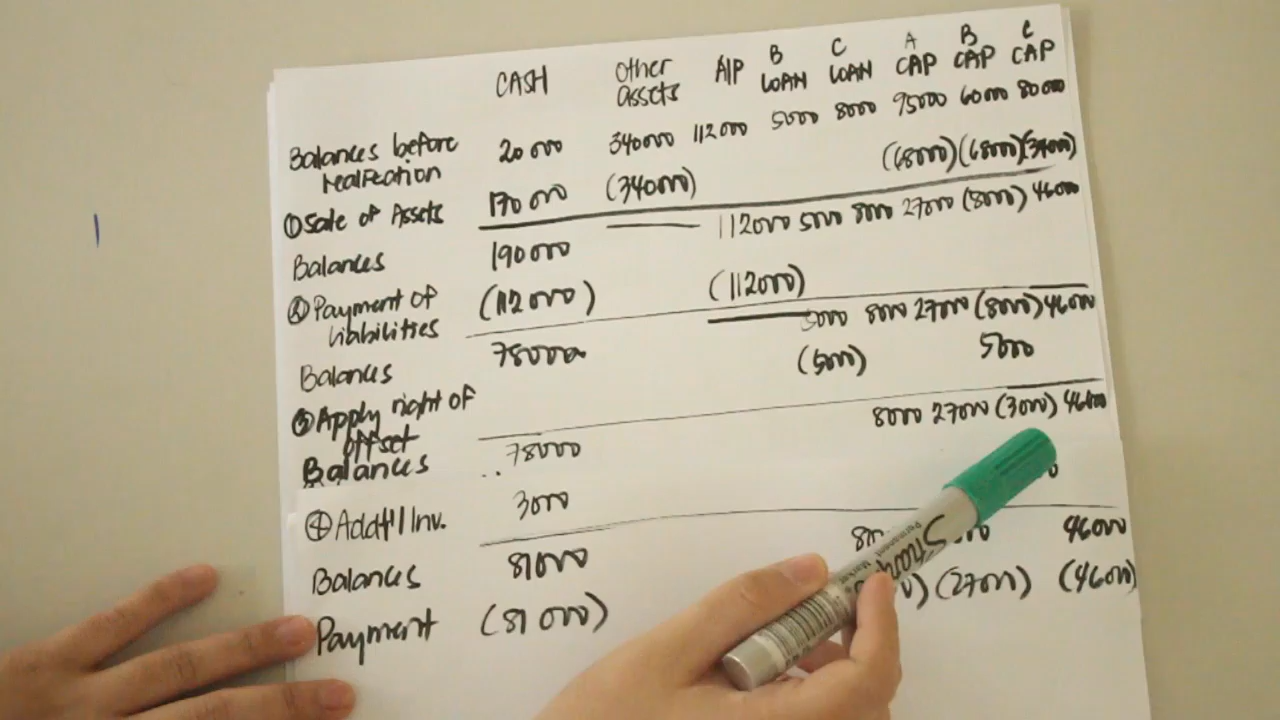 CASH Other Assets A/P B LOAN C LOAN A CAP B CAP C CAP
Balances before realization 20000 340000 112000 5000 8000 95000 60000 80000
① Sale of Assets 170000 (340000) (68000) (68000) (34000)
Balances 190000 112000 5000 8000 27000 (8000) 46000
② Payment of Liabilities (112000) (112000)
Balances 78000 5000 8000 27000 (8000) 46000
③ Apply right of offset (5000) 5000
Balances 78000 8000 27000 (3000) 46000
④ Addt'l Inv. 3000
Balances 81000 46000
Payment (81000) (27000) (46000)
Permanent Marker